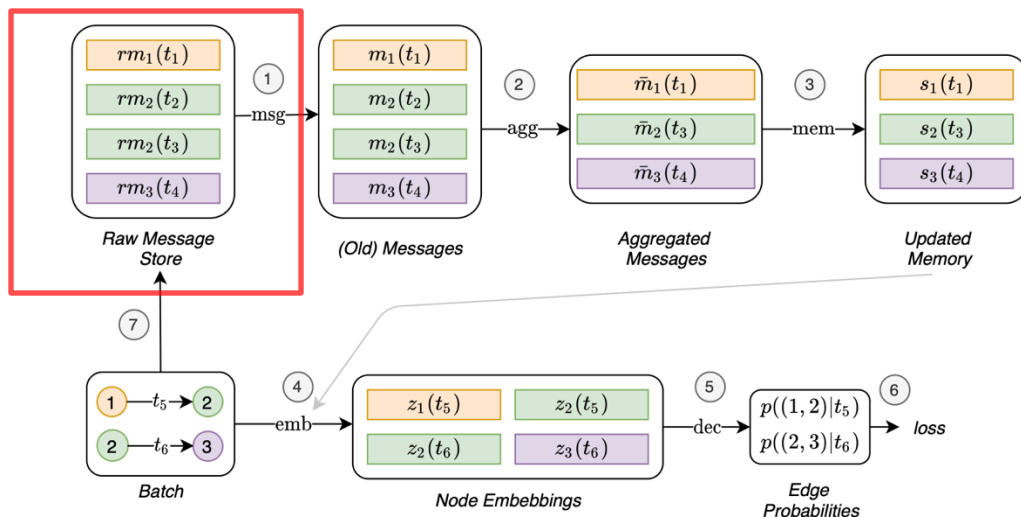 rm₁(t₁)
rm₂(t₂)
rm₂(t₃)
rm₃(t₄)
Raw Message
Store
1
msg
m₁(t₁)
m₂(t₂)
m₂(t₃)
m₃(t₄)
(Old) Messages
2
agg
m̄₁(t₁)
m̄₂(t₃)
m̄₃(t₄)
Aggregated
Messages
3
mem
s₁(t₁)
s₂(t₃)
s₃(t₄)
Updated
Memory
7
1 t₅ 2
2 t₆ 3
Batch
4
emb
z₁(t₅) z₂(t₅)
z₂(t₆) z₃(t₆)
Node Embebbings
5
dec
p((1, 2)|t₅)
p((2, 3)|t₆)
Edge
Probabilities
6
loss